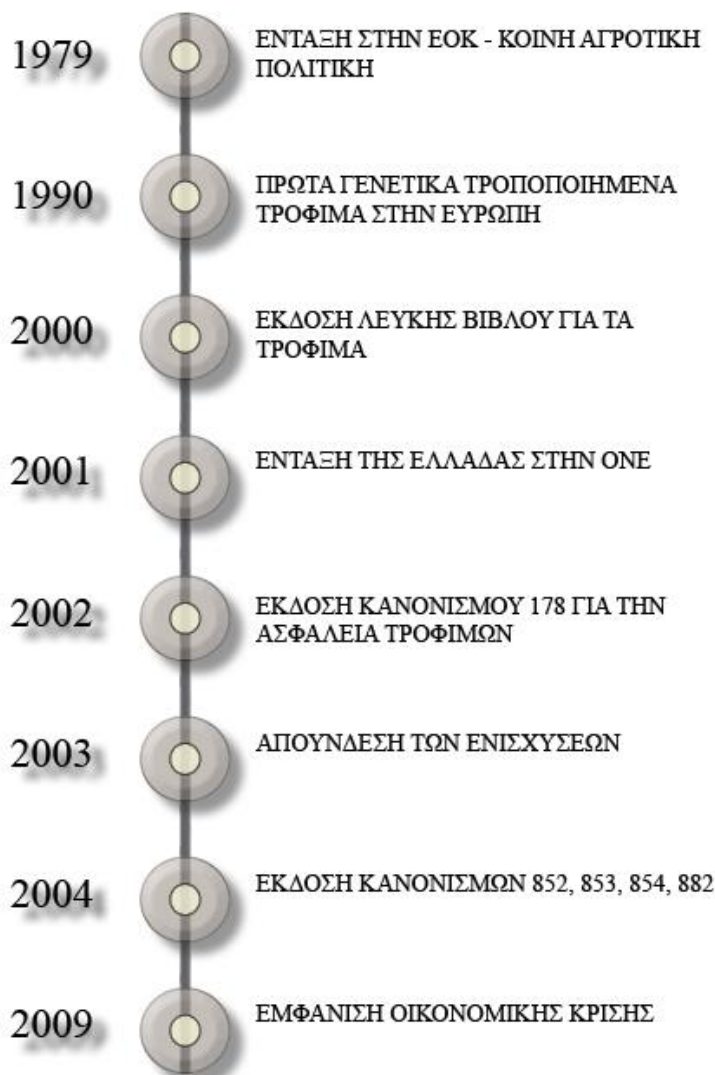 1979
ΕΝΤΑΞΗ ΣΤΗΝ ΕΟΚ - ΚΟΙΝΗ ΑΓΡΟΤΙΚΗ
ΠΟΛΙΤΙΚΗ
1990
ΠΡΩΤΑ ΓΕΝΕΤΙΚΑ ΤΡΟΠΟΠΟΙΗΜΕΝΑ
ΤΡΟΦΙΜΑ ΣΤΗΝ ΕΥΡΩΠΗ
2000
ΕΚΔΟΣΗ ΛΕΥΚΗΣ ΒΙΒΛΟΥ ΓΙΑ ΤΑ
ΤΡΟΦΙΜΑ
2001
ΕΝΤΑΞΗ ΤΗΣ ΕΛΛΑΔΑΣ ΣΤΗΝ ΟΝΕ
2002
ΕΚΔΟΣΗ ΚΑΝΟΝΙΣΜΟΥ 178 ΓΙΑ ΤΗΝ
ΑΣΦΑΛΕΙΑ ΤΡΟΦΙΜΩΝ
2003
ΑΠΟΥΝΔΕΣΗ ΤΩΝ ΕΝΙΣΧΥΣΕΩΝ
2004
ΕΚΔΟΣΗ ΚΑΝΟΝΙΣΜΩΝ 852, 853, 854, 882
2009
ΕΜΦΑΝΙΣΗ ΟΙΚΟΝΟΜΙΚΗΣ ΚΡΙΣΗΣ